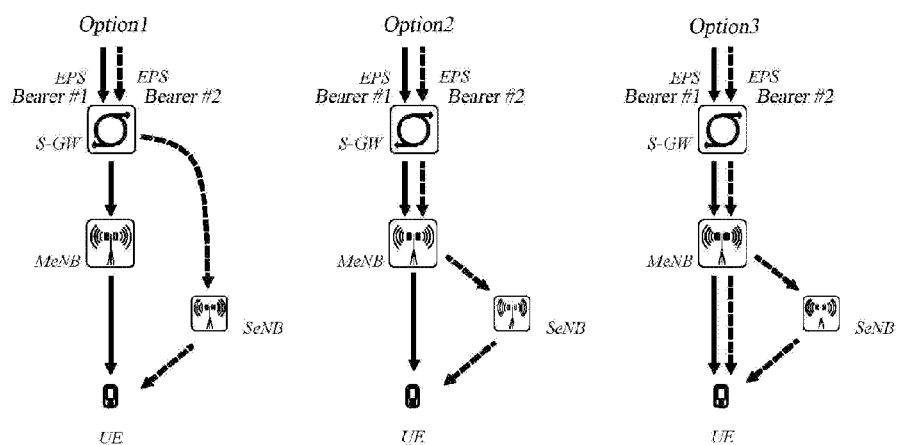 Option1
EPS
EPS
Bearer #1
Bearer #2
S-GW
MeNB
SeNB
UE
Option2
EPS
EPS
Bearer #1
Bearer #2
S-GW
MeNB
SeNB
UE
Option3
EPS
EPS
Bearer #1
Bearer #2
S-GW
MeNB
SeNB
UE